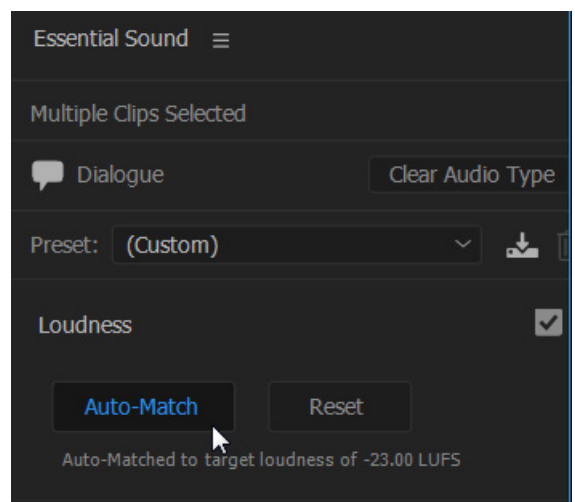 Essential Sound
Multiple Clips Selected
Dialogue Clear Audio Type
Preset: (Custom)
Loudness
Auto-Match Reset
Auto-Matched to target loudness of -23.00 LUFS